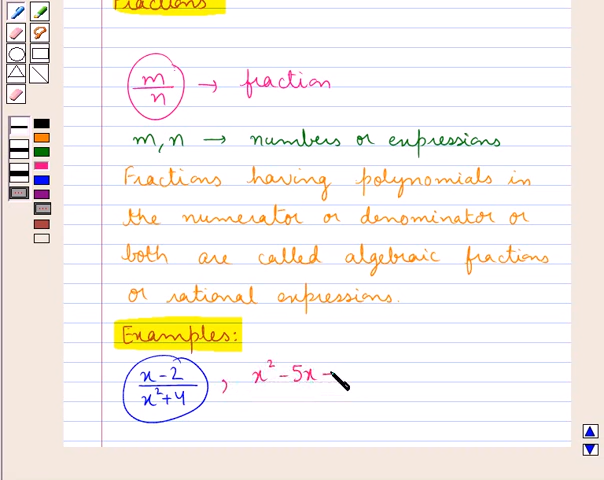 Fractions
m/n → fraction
m, n → numbers or expressions
Fractions having polynomials in
the numerator or denominator or
both are called algebraic fractions
or rational expressions.
Examples:
(x-2)/(x²+4) , x² - 5x -